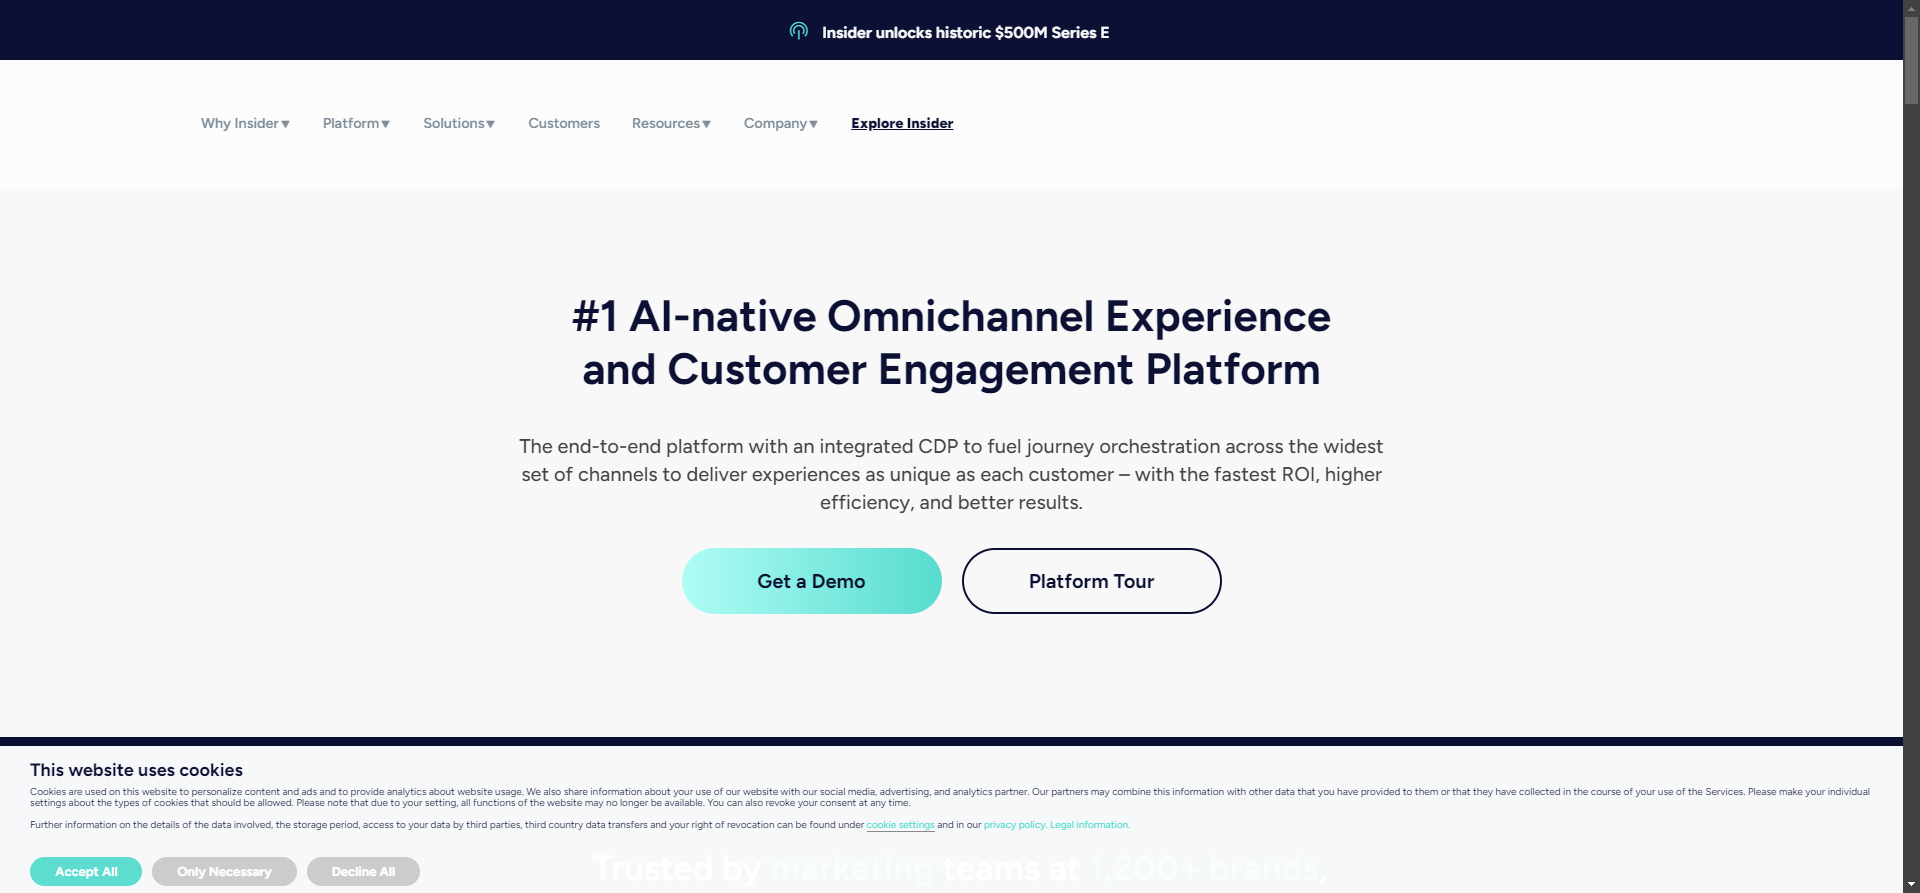 Insider unlocks historic $500M Series E
Why Insider Platform Solutions Customers Resources Company Explore Insider
#1 AI-native Omnichannel Experience
and Customer Engagement Platform
The end-to-end platform with an integrated CDP to fuel journey orchestration across the widest
set of channels to deliver experiences as unique as each customer – with the fastest ROI, higher
efficiency, and better results.
Get a Demo Platform Tour
This website uses cookies
Cookies are used on this website to personalize content and ads and to provide analytics about website usage. We also share information about your use of our website with our social media, advertising, and analytics partner. Our partners may combine this information with other data that you have provided to them or that they have collected in the course of your use of the Services. Please make your individual
settings about the types of cookies that should be allowed. Please note that due to your setting, all functions of the website may no longer be available. You can also revoke your consent at any time.
Further information on the details of the data involved, the storage period, access to your data by third parties, third country data transfers and your right of revocation can be found under cookie settings and in our privacy policy. Legal information.
Trusted by marketing teams at 1,200+ brands,
Accept All Only Necessary Decline All